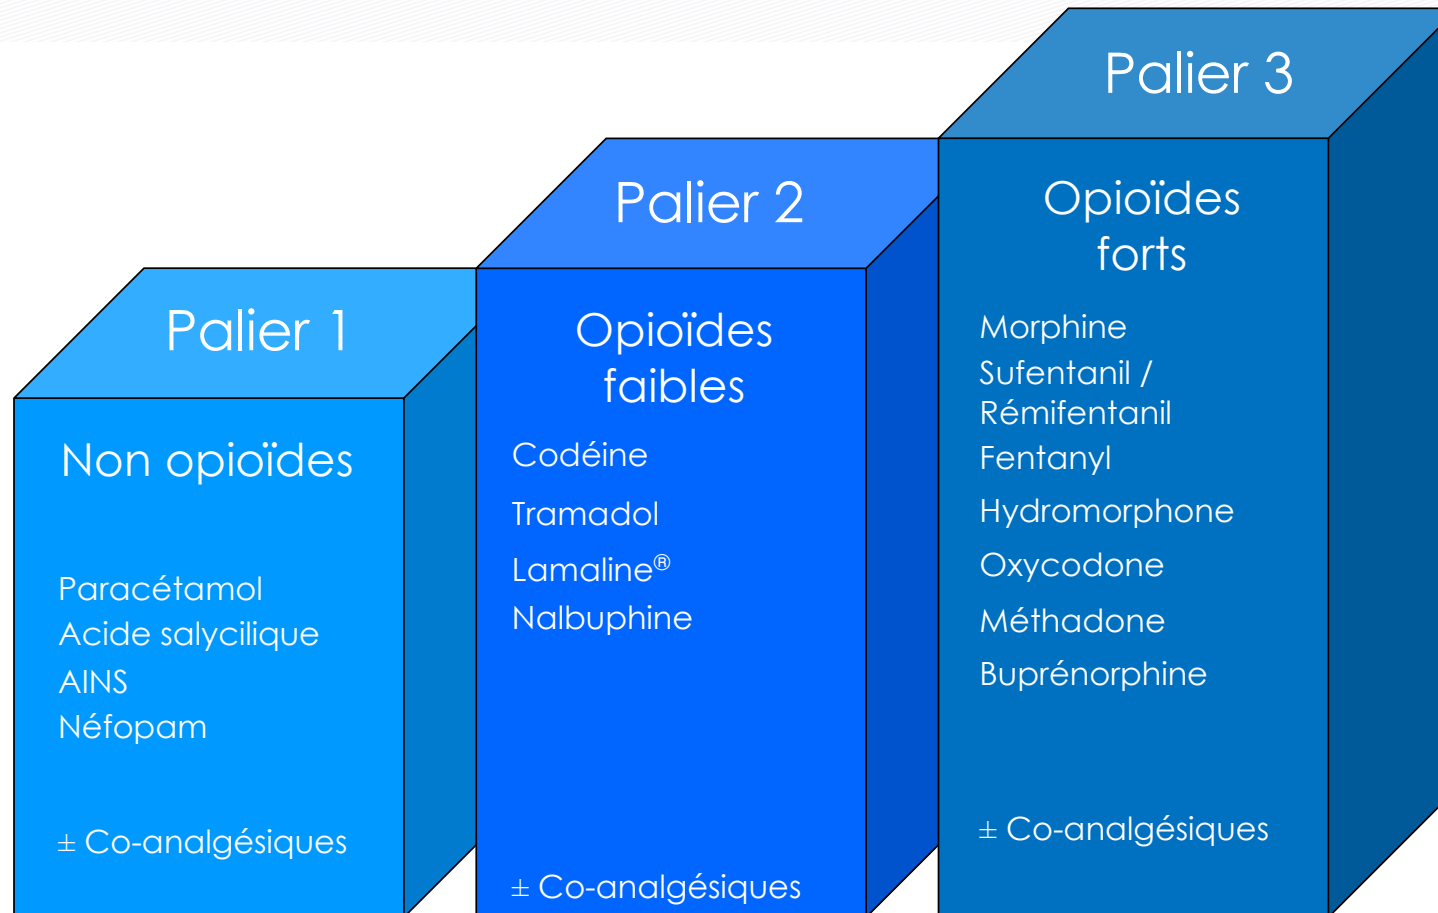 Palier 1
Non opioïdes
Paracétamol
Acide salycilique
AINS
Néfopam
± Co-analgésiques
Palier 2
Opioïdes
faibles
Codéine
Tramadol
Lamaline®
Nalbuphine
± Co-analgésiques
Palier 3
Opioïdes
forts
Morphine
Sufentanil /
Rémifentanil
Fentanyl
Hydromorphone
Oxycodone
Méthadone
Buprénorphine
± Co-analgésiques